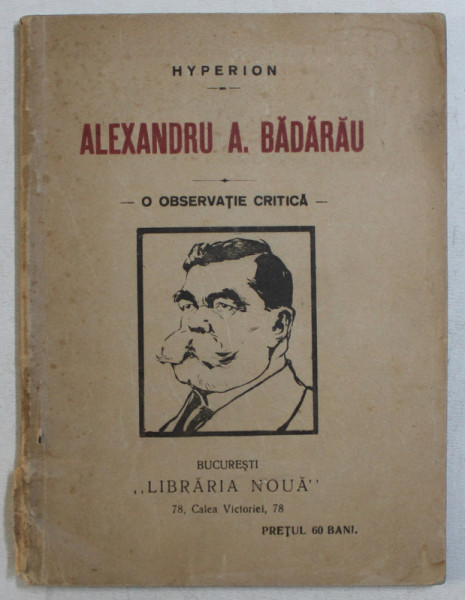 HYPERION
ALEXANDRU A. BĂDĂRĂU
— O OBSERVAȚIE CRITICĂ —
BUCUREȘTI
,,LIBRĂRIA NOUĂ''
78, Calea Victoriei, 78
PREȚUL 60 BANI.